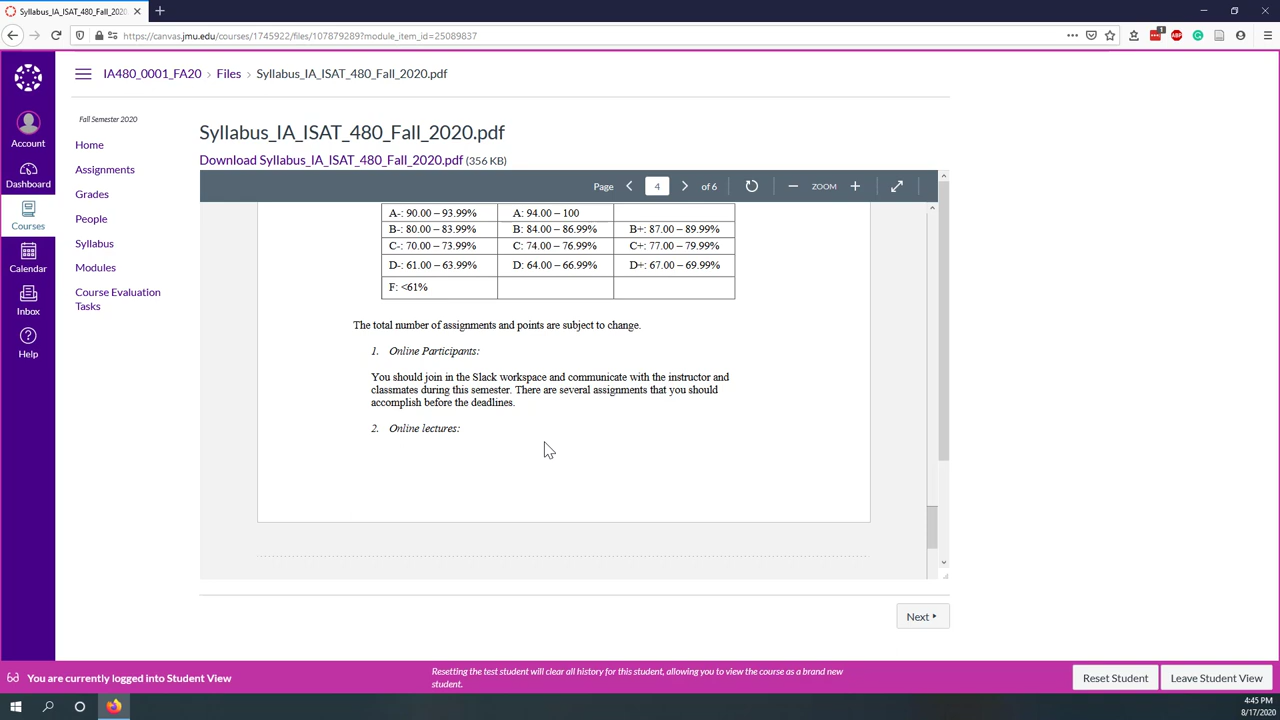 Syllabus_IA_ISAT_480_Fall_2020.
https://canvas.jmu.edu/courses/1745922/files/107879289?module_item_id=25089837
IA480_0001_FA20 › Files › Syllabus_IA_ISAT_480_Fall_2020.pdf
Account
Dashboard
Courses
Calendar
Inbox
Help
Fall Semester 2020
Home
Assignments
Grades
People
Syllabus
Modules
Course Evaluation
Tasks
Syllabus_IA_ISAT_480_Fall_2020.pdf
Download Syllabus_IA_ISAT_480_Fall_2020.pdf (356 KB)
Page 4 of 6 ZOOM
A-: 90.00 – 93.99% A: 94.00 – 100
B-: 80.00 – 83.99% B: 84.00 – 86.99% B+: 87.00 – 89.99%
C-: 70.00 – 73.99% C: 74.00 – 76.99% C+: 77.00 – 79.99%
D-: 61.00 – 63.99% D: 64.00 – 66.99% D+: 67.00 – 69.99%
F: <61%
The total number of assignments and points are subject to change.
1. Online Participants:
You should join in the Slack workspace and communicate with the instructor and
classmates during this semester. There are several assignments that you should
accomplish before the deadlines.
2. Online lectures:
Next
You are currently logged into Student View
Resetting the test student will clear all history for this student, allowing you to view the course as a brand new
student.
Reset Student
Leave Student View
4:45 PM
8/17/2020